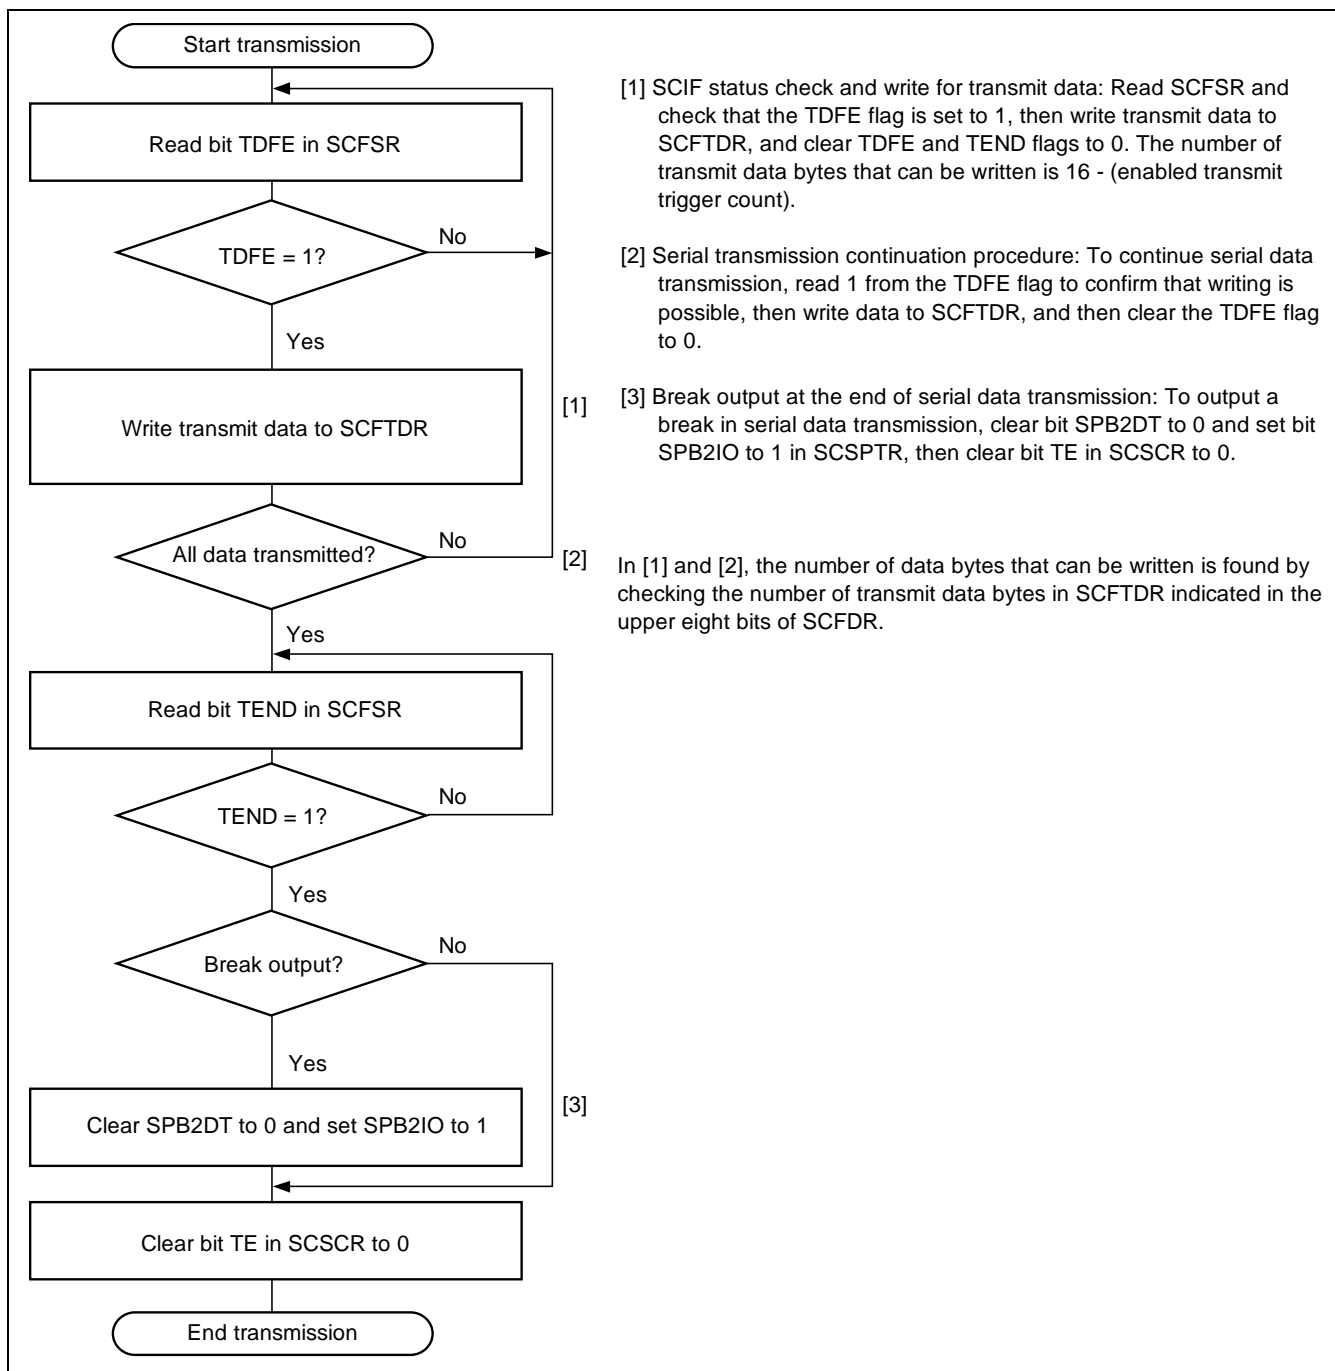 Start transmission
Read bit TDFE in SCFSR
TDFE = 1?
No
Yes
Write transmit data to SCFTDR
[1]
All data transmitted?
No
[2]
Yes
Read bit TEND in SCFSR
TEND = 1?
No
Yes
Break output?
No
Yes
Clear SPB2DT to 0 and set SPB2IO to 1
[3]
Clear bit TE in SCSCR to 0
End transmission
[1] SCIF status check and write for transmit data: Read SCFSR and
check that the TDFE flag is set to 1, then write transmit data to
SCFTDR, and clear TDFE and TEND flags to 0. The number of
transmit data bytes that can be written is 16 - (enabled transmit
trigger count).
[2] Serial transmission continuation procedure: To continue serial data
transmission, read 1 from the TDFE flag to confirm that writing is
possible, then write data to SCFTDR, and then clear the TDFE flag
to 0.
[3] Break output at the end of serial data transmission: To output a
break in serial data transmission, clear bit SPB2DT to 0 and set bit
SPB2IO to 1 in SCSPTR, then clear bit TE in SCSCR to 0.
In [1] and [2], the number of data bytes that can be written is found by
checking the number of transmit data bytes in SCFTDR indicated in the
upper eight bits of SCFDR.